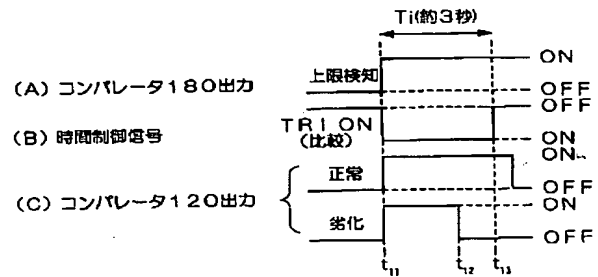 Ti(約3秒)
ON
上限検知
(A) コンパレータ180出力
OFF
OFF
TR1 ON
(比較)
(B) 時間制御信号
ON
ON
正常
OFF
(C) コンパレータ120出力
ON
劣化
OFF
t11 t12 t13